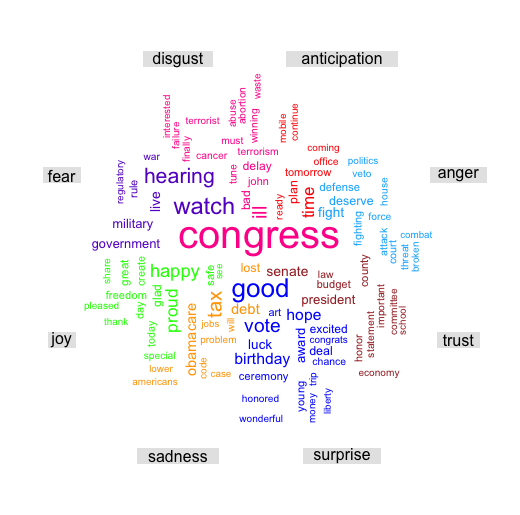 disgust
anticipation
waste
interested
failure
finally
terrorist
abuse
abortion
winning
mobile
continue
must
war
cancer
terrorism
coming
office
politics
fear
regulatory
rule
hearing
tune
delay
tomorrow
veto
anger
live
john
bad
ill
ready
plan
time
defense
deserve
house
watch
fight
force
military
fighting
congress
government
attack
court
threat
combat
broken
share
great
create
happy
safe
see
lost
senate
law
budget
county
freedom
day
glad
proud
tax
good
debt
president
important
committee
school
pleased
thank
today
obamacare
jobs
will
art
hope
vote
award
excited
congrats
honor
statement
joy
problem
luck
deal
chance
trust
special
birthday
lower
americans
code
case
ceremony
young
money
trip
liberty
economy
honored
wonderful
sadness
surprise